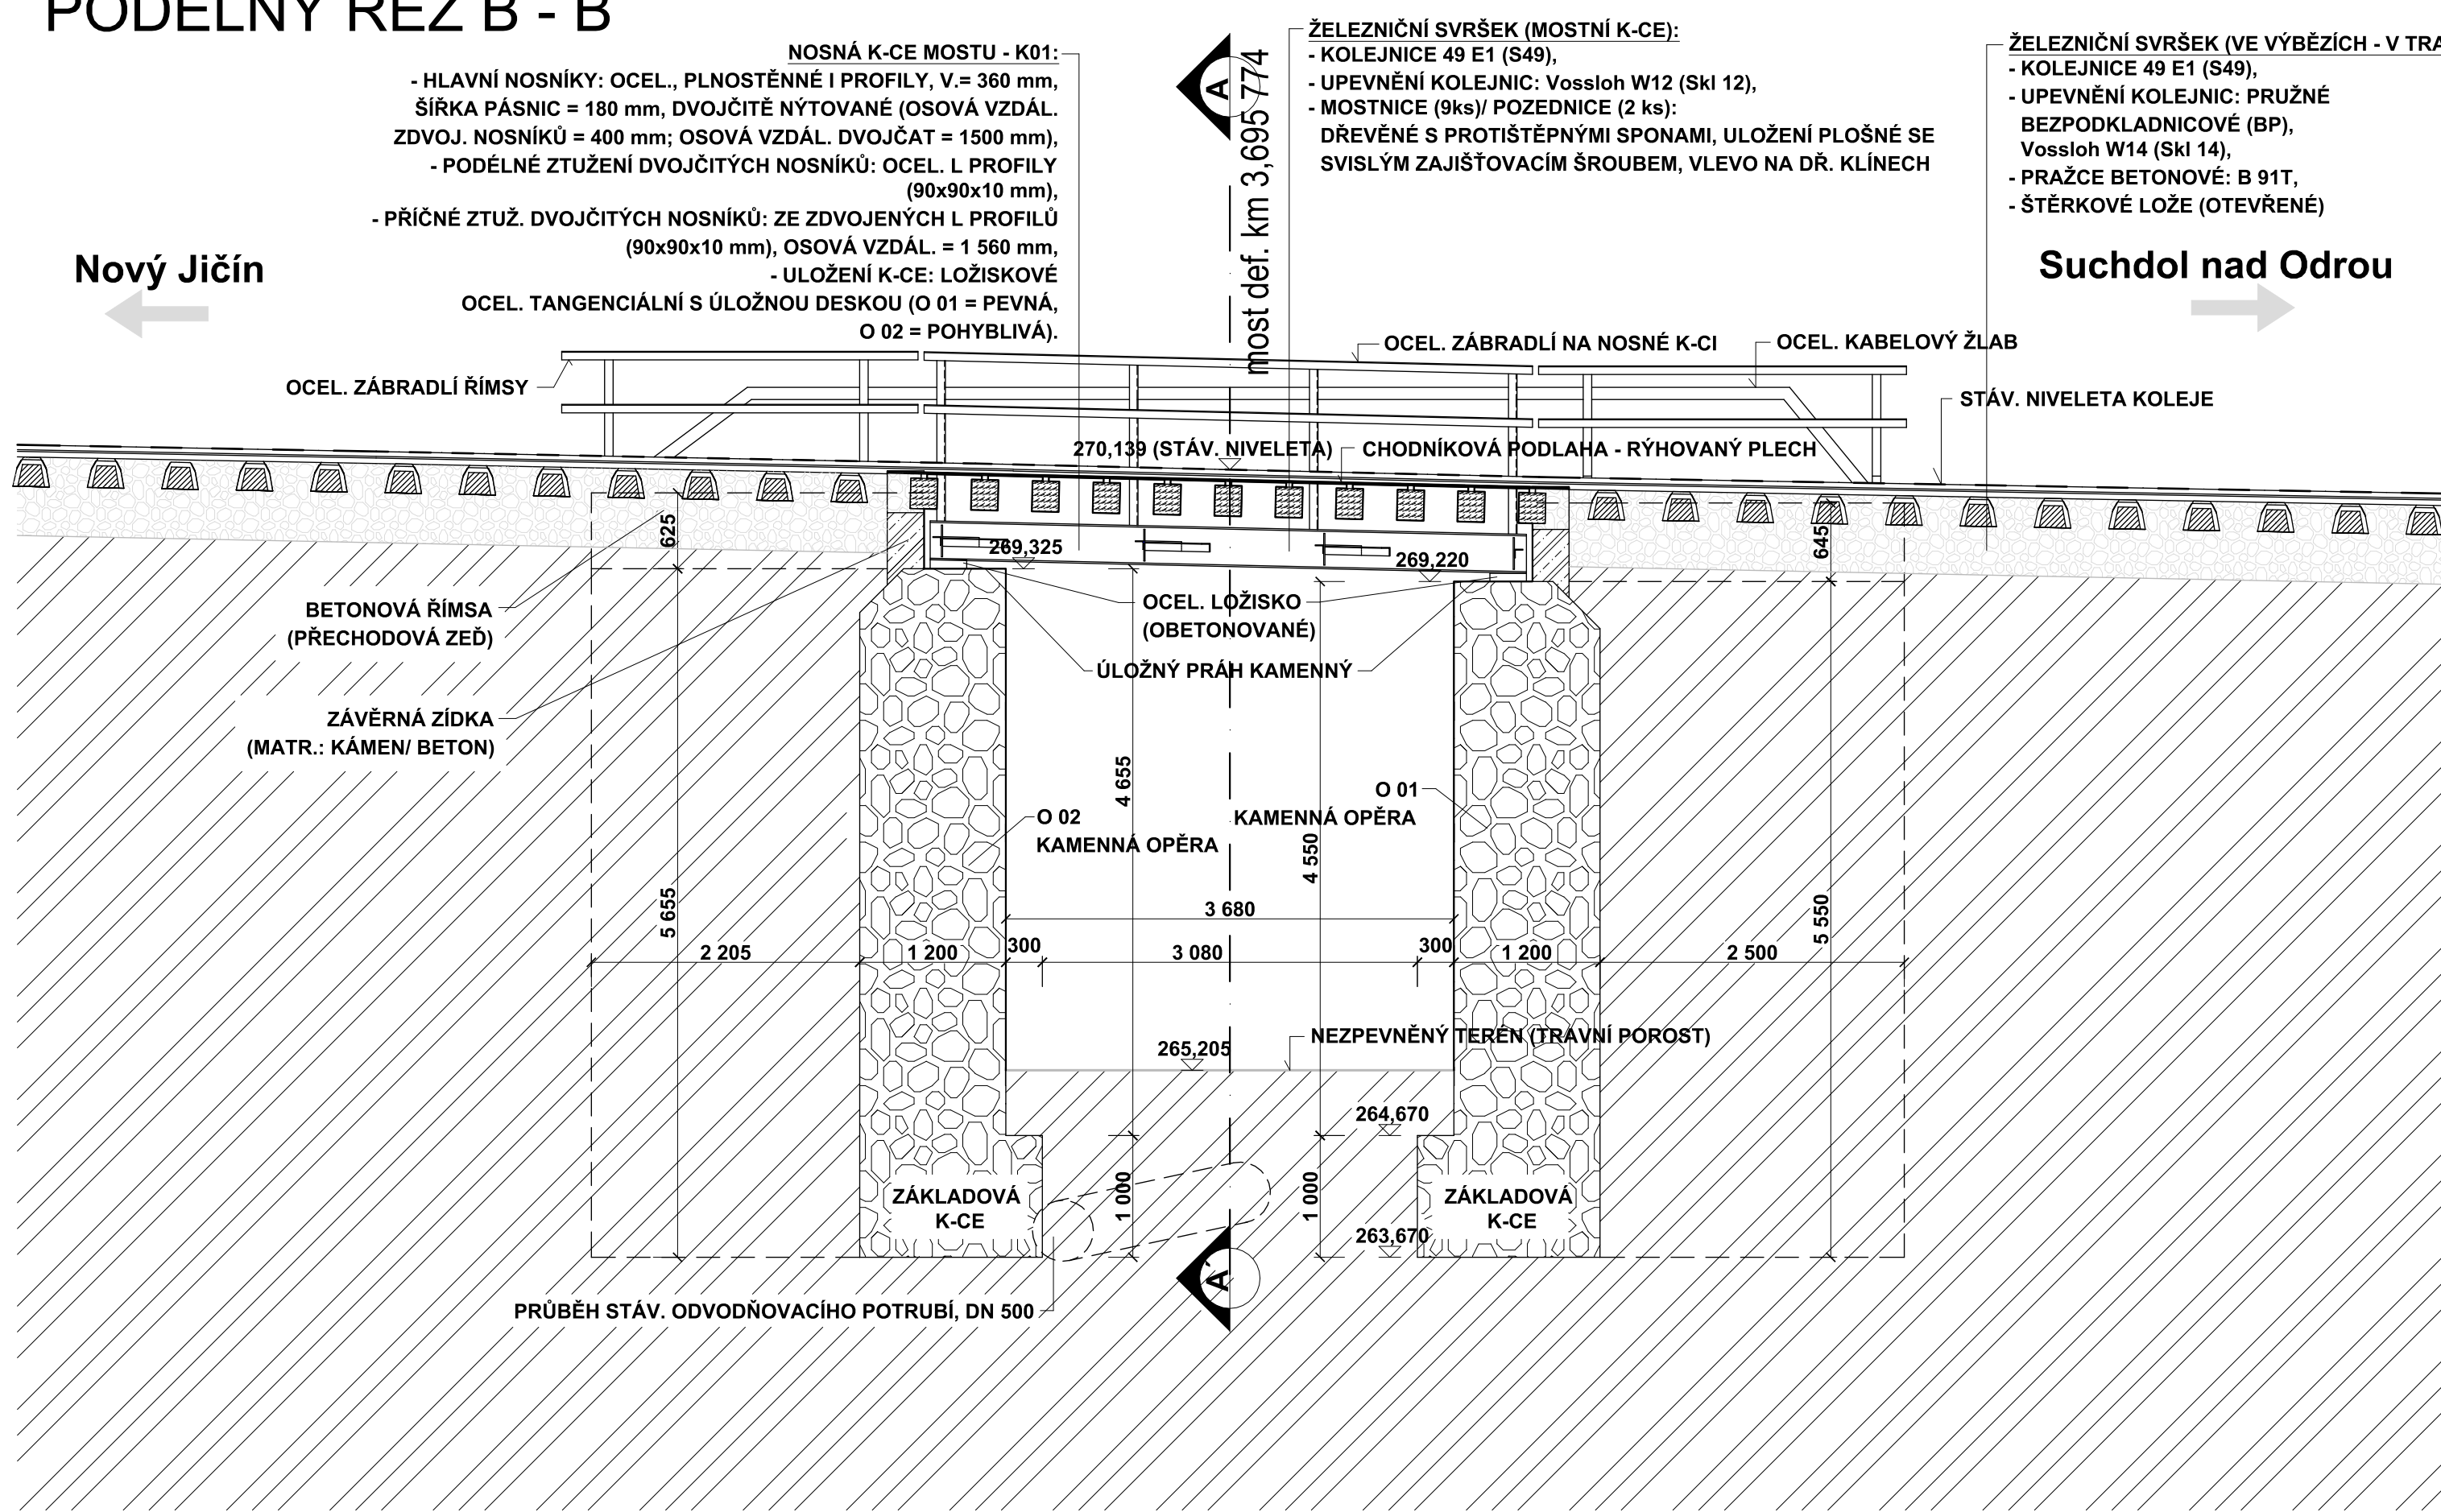 PODÉLNÝ ŘEZ B - B
NOSNÁ K-CE MOSTU - K01:
- HLAVNÍ NOSNÍKY: OCEL., PLNOSTĚNNÉ I PROFILY, V.= 360 mm,
ŠÍŘKA PÁSNIC = 180 mm, DVOJČITĚ NÝTOVANÉ (OSOVÁ VZDÁL.
ZDVOJ. NOSNÍKŮ = 400 mm; OSOVÁ VZDÁL. DVOJČAT = 1500 mm),
- PODÉLNÉ ZTUŽENÍ DVOJČITÝCH NOSNÍKŮ: OCEL. L PROFILY
(90x90x10 mm),
- PŘÍČNÉ ZTUŽ. DVOJČITÝCH NOSNÍKŮ: ZE ZDVOJENÝCH L PROFILŮ
(90x90x10 mm), OSOVÁ VZDÁL. = 1 560 mm,
- ULOŽENÍ K-CE: LOŽISKOVÉ
OCEL. TANGENCIÁLNÍ S ÚLOŽNOU DESKOU (O 01 = PEVNÁ,
O 02 = POHYBLIVÁ).
A
most def. km 3,695 774
ŽELEZNIČNÍ SVRŠEK (MOSTNÍ K-CE):
- KOLEJNICE 49 E1 (S49),
- UPEVNĚNÍ KOLEJNIC: Vossloh W12 (Skl 12),
- MOSTNICE (9ks)/ POZEDNICE (2 ks):
DŘEVĚNÉ S PROTIŠTĚPNÝMI SPONAMI, ULOŽENÍ PLOŠNÉ SE
SVISLÝM ZAJIŠŤOVACÍM ŠROUBEM, VLEVO NA DŘ. KLÍNECH
ŽELEZNIČNÍ SVRŠEK (VE VÝBĚZÍCH - V TRA
- KOLEJNICE 49 E1 (S49),
- UPEVNĚNÍ KOLEJNIC: PRUŽNÉ
BEZPODKLADNICOVÉ (BP),
Vossloh W14 (Skl 14),
- PRAŽCE BETONOVÉ: B 91T,
- ŠTĚRKOVÉ LOŽE (OTEVŘENÉ)
Nový Jičín
Suchdol nad Odrou
OCEL. ZÁBRADLÍ ŘÍMSY
OCEL. ZÁBRADLÍ NA NOSNÉ K-CI
OCEL. KABELOVÝ ŽLAB
STÁV. NIVELETA KOLEJE
270,139 (STÁV. NIVELETA)
CHODNÍKOVÁ PODLAHA - RÝHOVANÝ PLECH
625
269,325
269,220
645
BETONOVÁ ŘÍMSA
(PŘECHODOVÁ ZEĎ)
OCEL. LOŽISKO
(OBETONOVANÉ)
ÚLOŽNÝ PRÁH KAMENNÝ
ZÁVĚRNÁ ZÍDKA
(MATR.: KÁMEN/ BETON)
4 655
O 02
KAMENNÁ OPĚRA
O 01
KAMENNÁ OPĚRA
4 550
5 655
5 550
3 680
2 205
1 200
300
3 080
300
1 200
2 500
NEZPEVNĚNÝ TERÉN (TRAVNÍ POROST)
265,205
264,670
1 000
1 000
ZÁKLADOVÁ
K-CE
ZÁKLADOVÁ
K-CE
263,670
A'
PRŮBĚH STÁV. ODVODŇOVACÍHO POTRUBÍ, DN 500